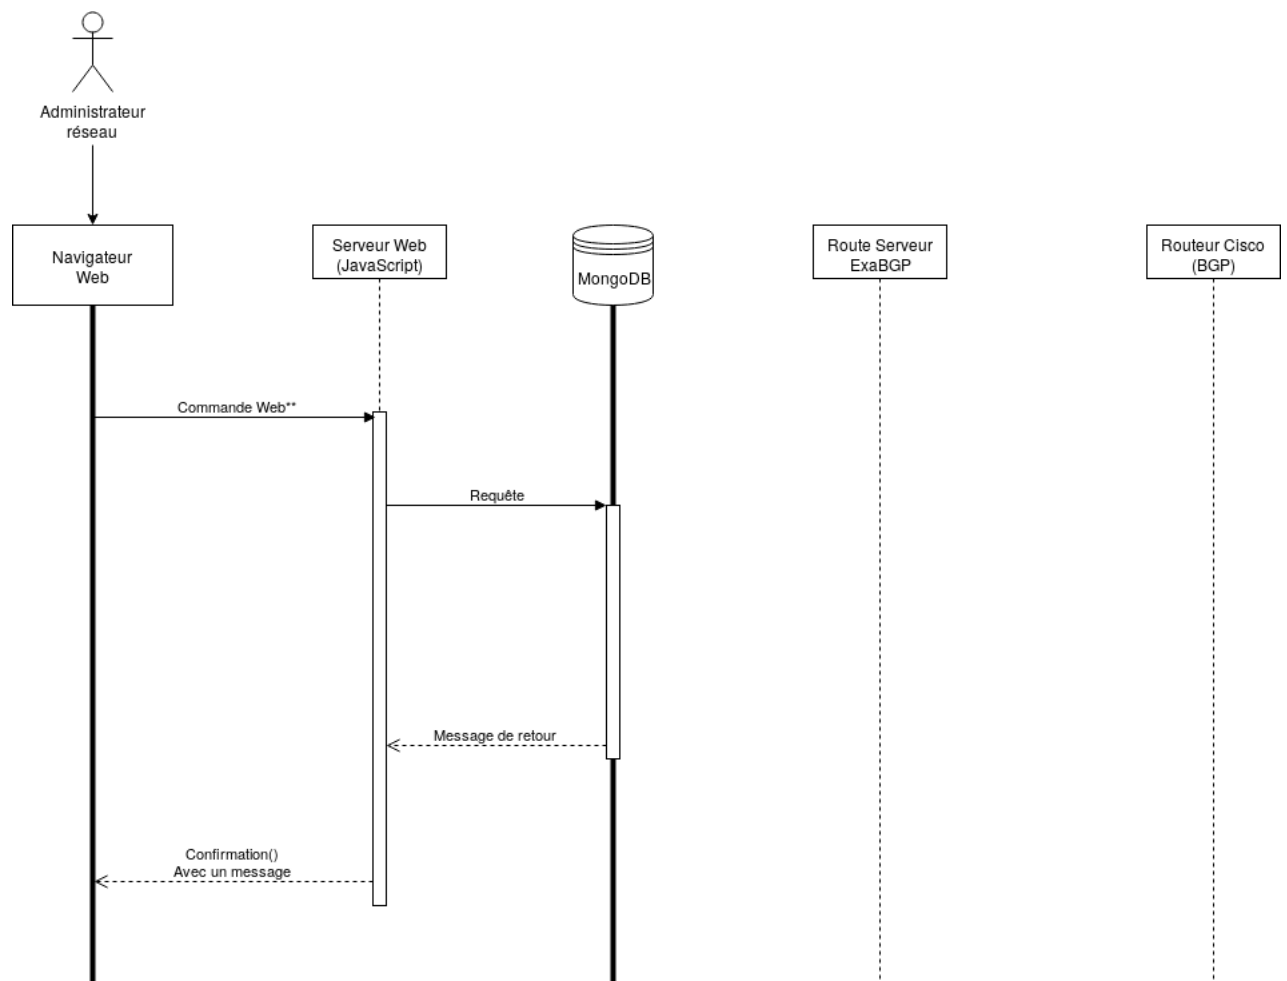 Administrateur
réseau
Navigateur
Web
Serveur Web
(JavaScript)
MongoDB
Route Serveur
ExaBGP
Routeur Cisco
(BGP)
Commande Web**
Requête
Message de retour
Confirmation()
Avec un message